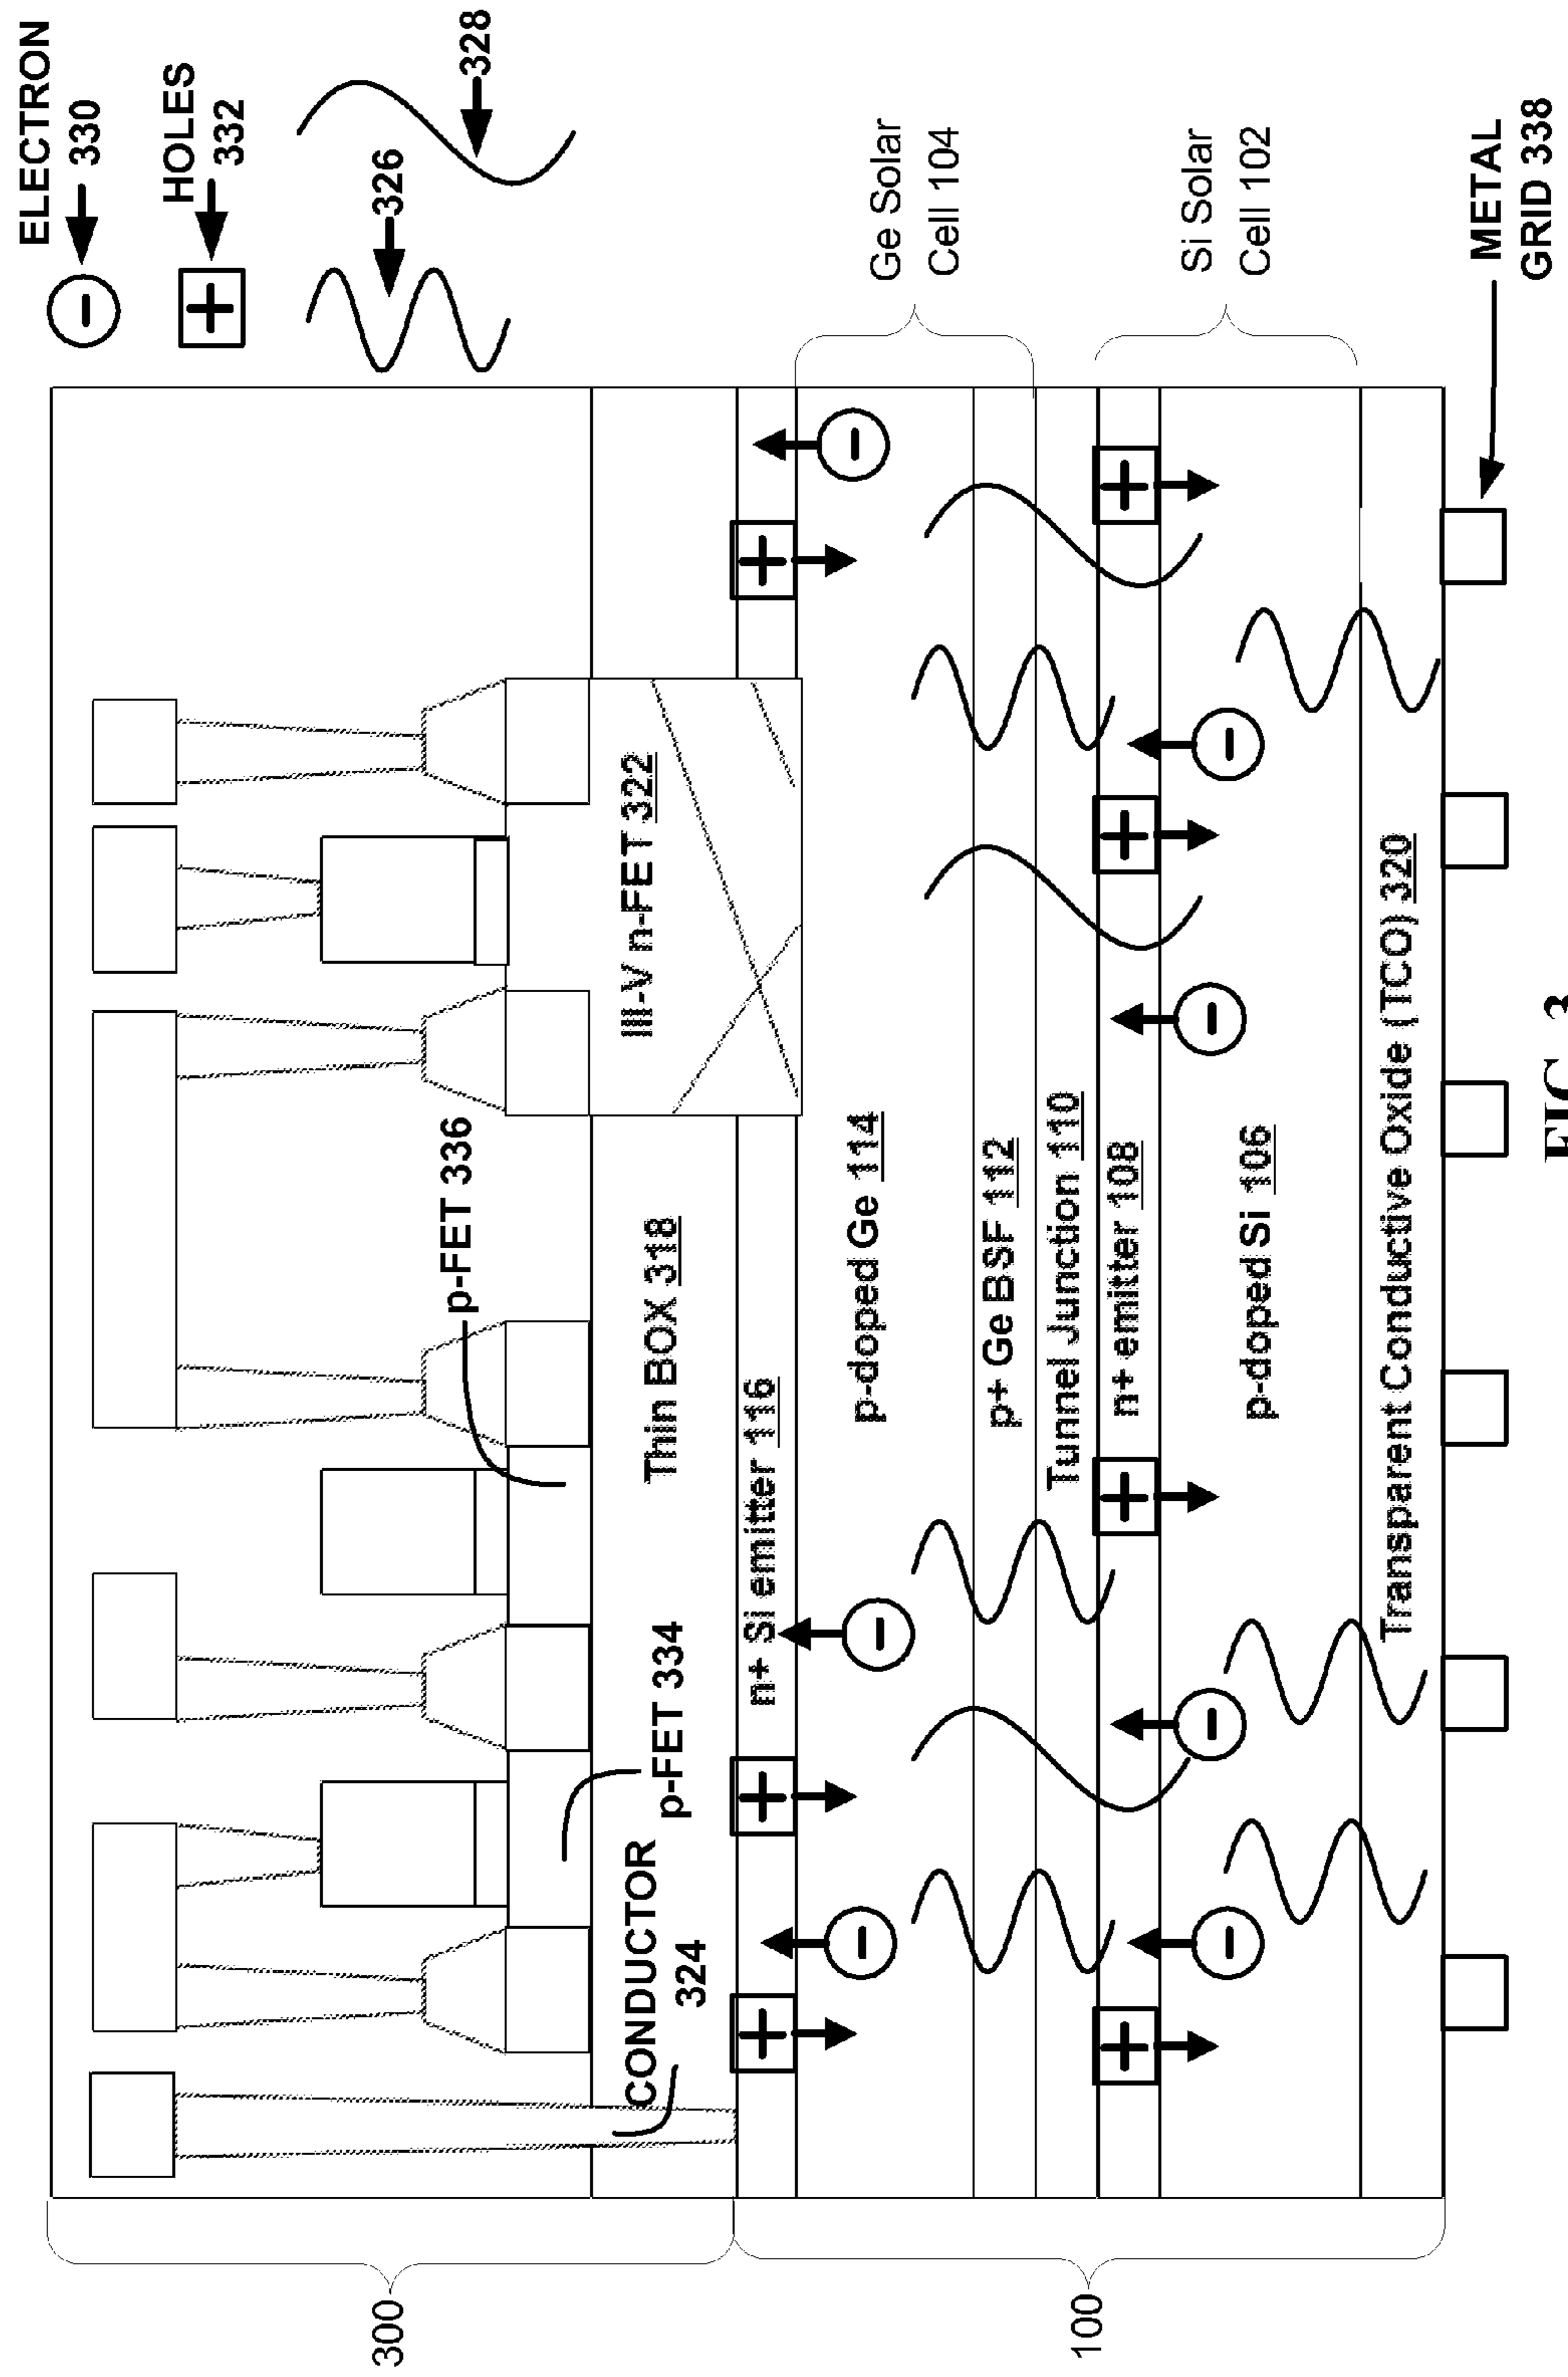 ELECTRON
330
HOLES
332
326
328
300
100
p-FET 336
p-FET 334
CONDUCTOR
324
III-V n-FET 322
Thin BOX 318
n+ Si emitter 116
p-doped Ge 114
p+ Ge BSF 112
Tunnel Junction 110
n+ emitter 108
p-doped Si 106
Transparent Conductive Oxide (TCO) 320
Ge Solar
Cell 104
Si Solar
Cell 102
METAL
GRID 338
FIG. 3